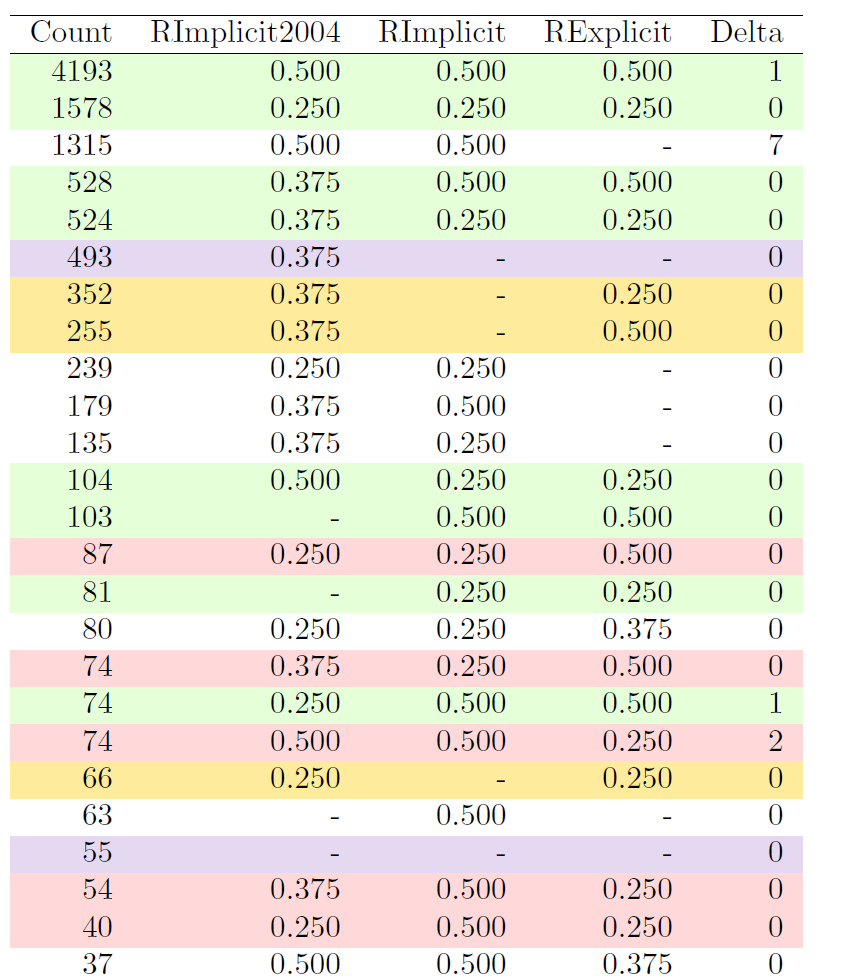 Count RImplicit2004 RImplicit RExplicit Delta
4193 0.500 0.500 0.500 1
1578 0.250 0.250 0.250 0
1315 0.500 0.500 - 7
528 0.375 0.500 0.500 0
524 0.375 0.250 0.250 0
493 0.375 - - 0
352 0.375 - 0.250 0
255 0.375 - 0.500 0
239 0.250 0.250 - 0
179 0.375 0.500 - 0
135 0.375 0.250 - 0
104 0.500 0.250 0.250 0
103 - 0.500 0.500 0
87 0.250 0.250 0.500 0
81 - 0.250 0.250 0
80 0.250 0.250 0.375 0
74 0.375 0.250 0.500 0
74 0.250 0.500 0.500 1
74 0.500 0.500 0.250 2
66 0.250 - 0.250 0
63 - 0.500 - 0
55 - - - 0
54 0.375 0.500 0.250 0
40 0.250 0.500 0.250 0
37 0.500 0.500 0.375 0